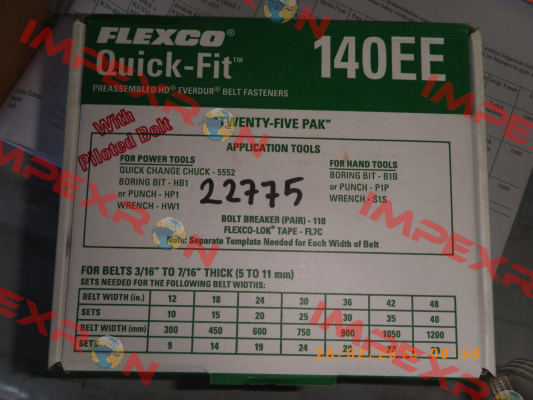 FLEXCO®
Quick-Fit™
140EE
PREASSEMBLED HD® EVERDUR® BELT FASTENERS
With
Piloted Bolt
"TWENTY-FIVE PAK"
APPLICATION TOOLS
FOR POWER TOOLS
QUICK CHANGE CHUCK - 5552
BORING BIT - HB1
or PUNCH - HP1
WRENCH - HW1
FOR HAND TOOLS
BORING BIT - B1B
or PUNCH - P1P
WRENCH - S1S
22775
BOLT BREAKER (PAIR) - 110
FLEXCO-LOK® TAPE - FL7C
Note: Separate Template Needed for Each Width of Belt
FOR BELTS 3/16" TO 7/16" THICK (5 TO 11 mm)
SETS NEEDED FOR THE FOLLOWING BELT WIDTHS:
BELT WIDTH (in.) 12 18 24 30 36 42 48
SETS 10 15 20 25 30 35 40
BELT WIDTH (mm) 300 450 600 750 900 1050 1200
SETS 9 14 19 24
IMPEXRON
IMPEXRON
IMPEXRON